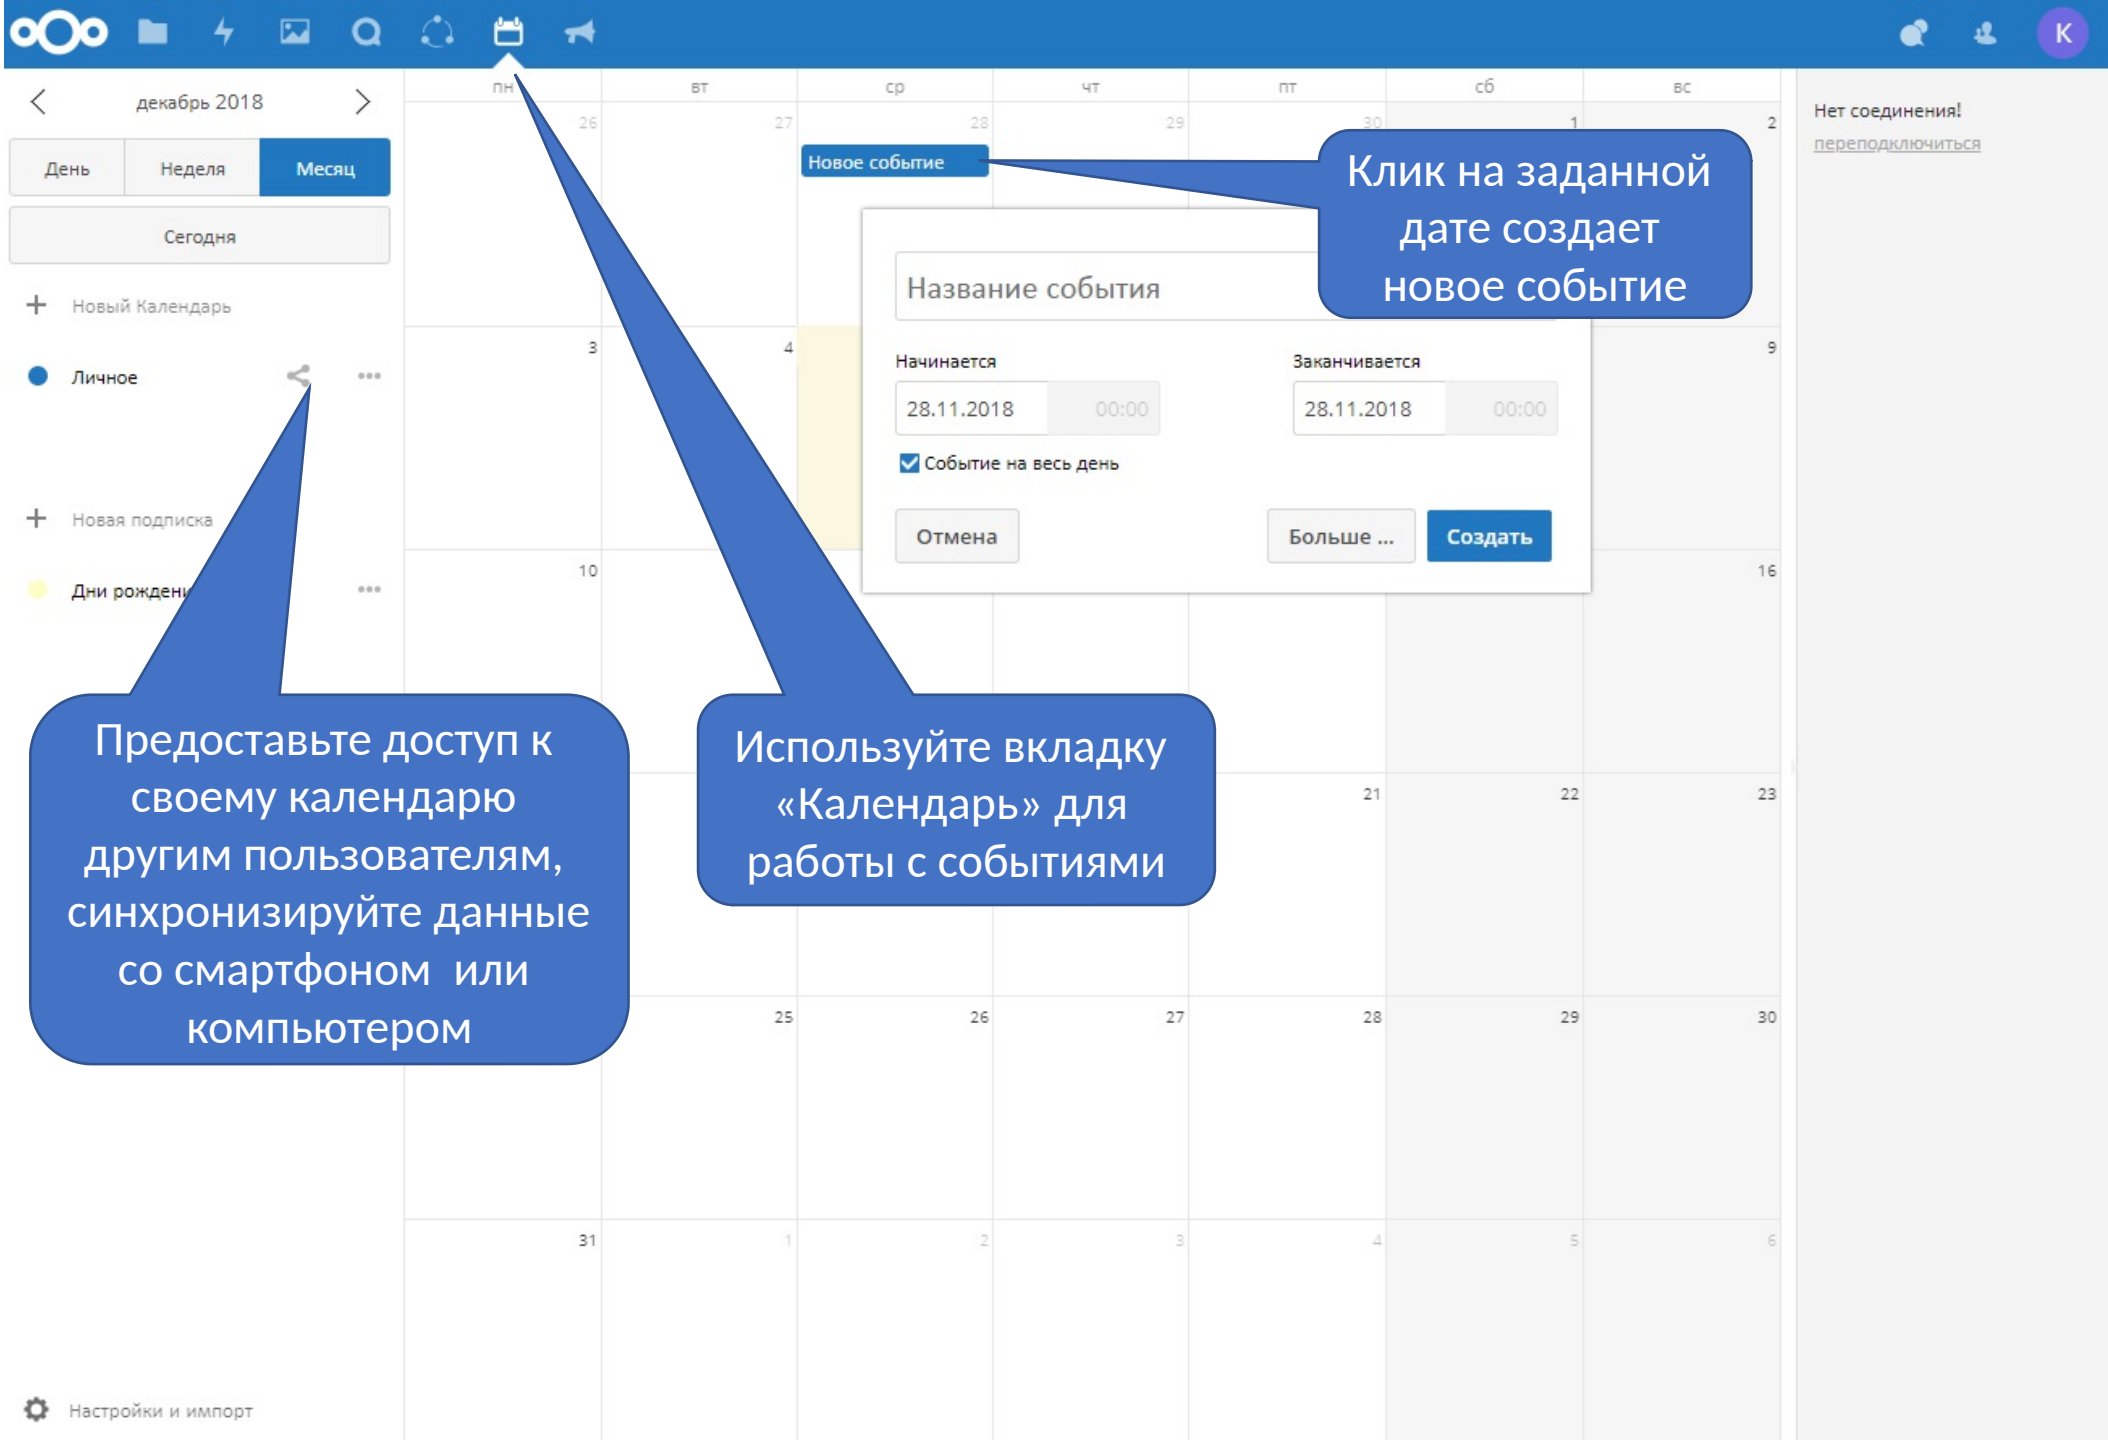 K
декабрь 2018
День Неделя Месяц
Сегодня
Новый Календарь
Личное
Новая подписка
Дни рожден
Предоставьте доступ к
своему календарю
другим пользователям,
синхронизируйте данные
со смартфоном или
компьютером
Настройки и импорт
пн вт ср чт пт сб вс
26 27 28 29 30 1 2
Новое событие
Клик на заданной
дате создает
новое событие
Название события
3 4 9
Начинается Заканчивается
28.11.2018 00:00 28.11.2018 00:00
Событие на весь день
Отмена Больше ... Создать
10 16
Используйте вкладку
«Календарь» для
работы с событиями
21 22 23
25 26 27 28 29 30
31 1 2 3 4 5 6
Нет соединения!
переподключиться